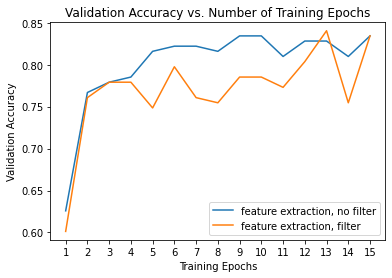 Validation Accuracy vs. Number of Training Epochs
0.85
0.80
0.75
0.70
0.65
0.60
Validation Accuracy
feature extraction, no filter
feature extraction, filter
1 2 3 4 5 6 7 8 9 10 11 12 13 14 15
Training Epochs